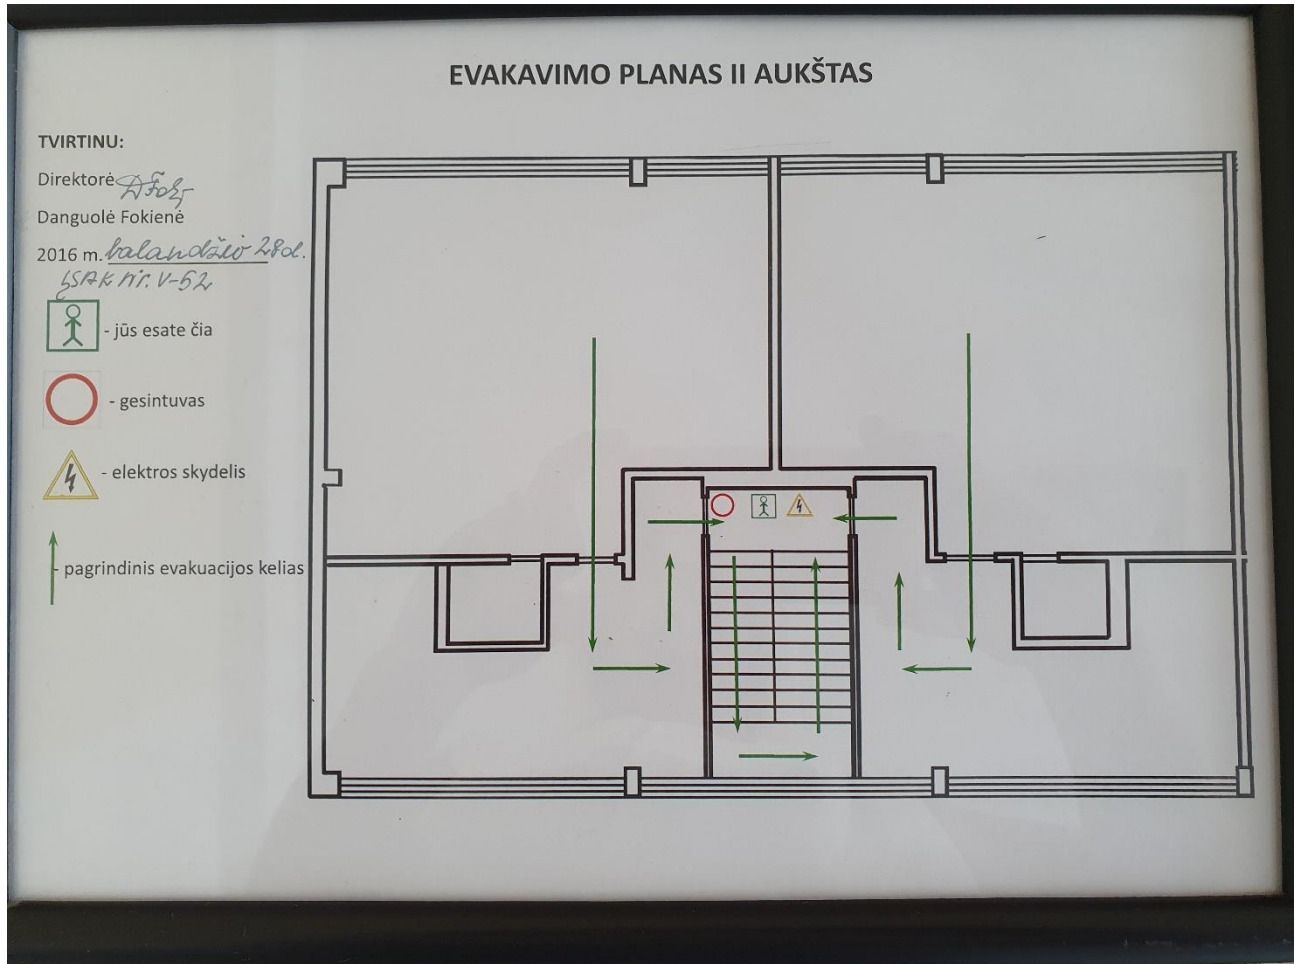 EVAKAVIMO PLANAS II AUKŠTAS
TVIRTINU:
Direktorė
Danguolė Fokienė
2016 m. balandžio 28 d.
ĮSAK Nr. V-52
- jūs esate čia
- gesintuvas
- elektros skydelis
- pagrindinis evakuacijos kelias